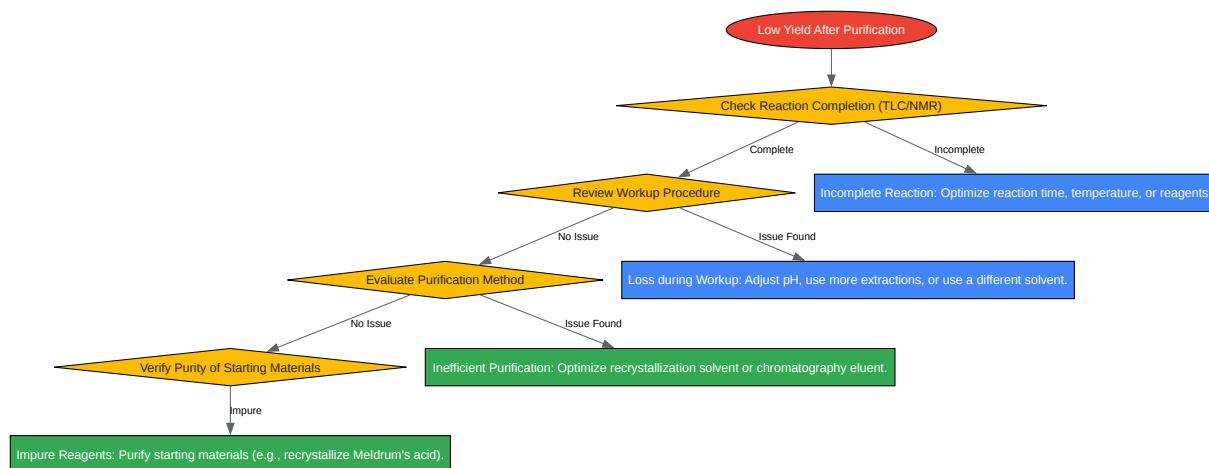 Low Yield After Purification
Check Reaction Completion (TLC/NMR)
Complete
Incomplete
Review Workup Procedure
Incomplete Reaction: Optimize reaction time, temperature, or reagents
No Issue
Issue Found
Evaluate Purification Method
Loss during Workup: Adjust pH, use more extractions, or use a different solvent.
No Issue
Issue Found
Verify Purity of Starting Materials
Inefficient Purification: Optimize recrystallization solvent or chromatography eluent.
Impure
Impure Reagents: Purify starting materials (e.g., recrystallize Meldrum's acid).